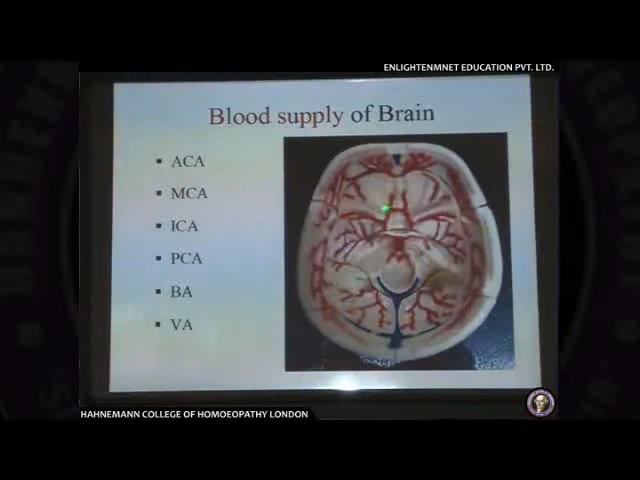 ENLIGHTENMNET EDUCATION PVT. LTD.
Blood supply of Brain
ACA
MCA
ICA
PCA
BA
VA
HAHNEMANN COLLEGE OF HOMOEOPATHY LONDON